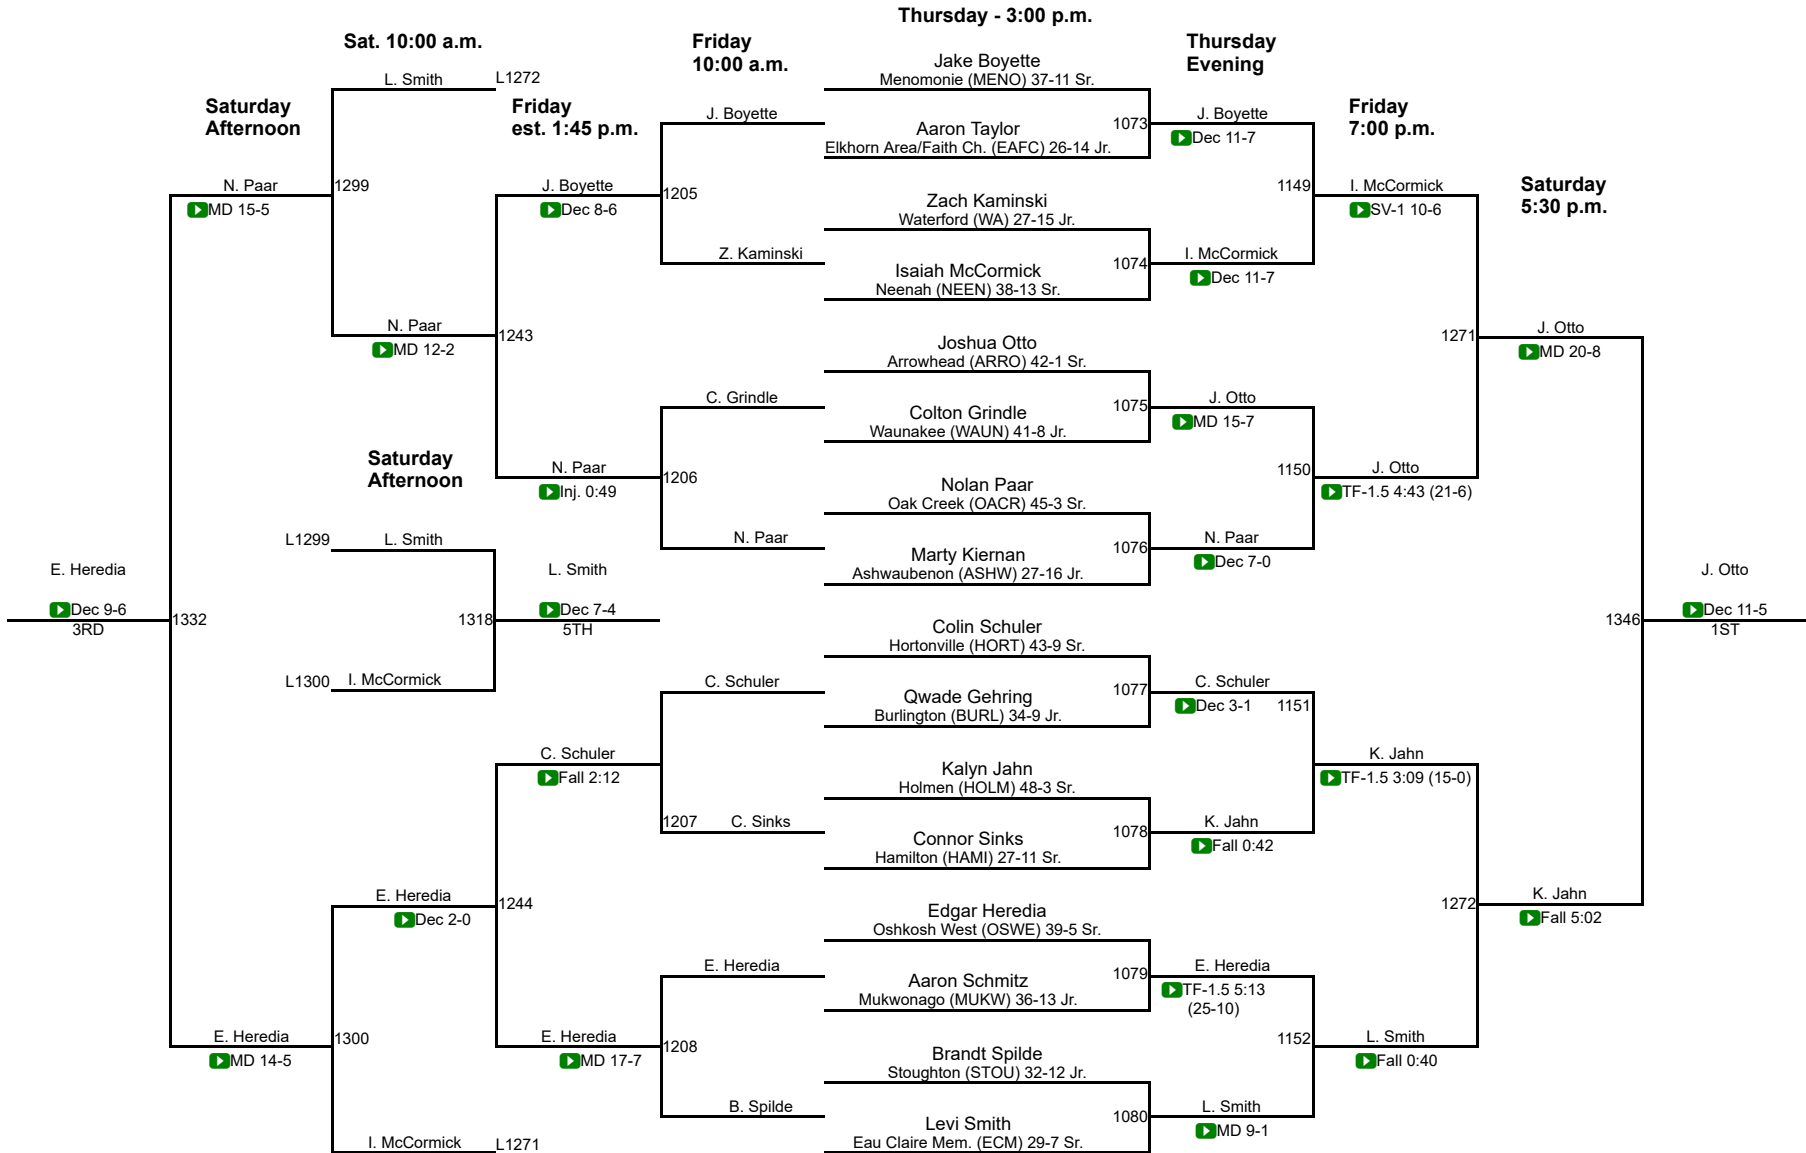 Thursday - 3:00 p.m.
Sat. 10:00 a.m.
Friday
10:00 a.m.
Thursday
Evening
Saturday
Afternoon
Friday
est. 1:45 p.m.
Friday
7:00 p.m.
Saturday
5:30 p.m.
Saturday
Afternoon
Jake Boyette
Menomonie (MENO) 37-11 Sr.
1073
Aaron Taylor
Elkhorn Area/Faith Ch. (EAFC) 26-14 Jr.
Zach Kaminski
Waterford (WA) 27-15 Jr.
1074
Isaiah McCormick
Neenah (NEEN) 38-13 Sr.
Joshua Otto
Arrowhead (ARRO) 42-1 Sr.
1075
Colton Grindle
Waunakee (WAUN) 41-8 Jr.
Nolan Paar
Oak Creek (OACR) 45-3 Sr.
1076
Marty Kiernan
Ashwaubenon (ASHW) 27-16 Jr.
Colin Schuler
Hortonville (HORT) 43-9 Sr.
1077
Qwade Gehring
Burlington (BURL) 34-9 Jr.
Kalyn Jahn
Holmen (HOLM) 48-3 Sr.
1078
Connor Sinks
Hamilton (HAMI) 27-11 Sr.
Edgar Heredia
Oshkosh West (OSWE) 39-5 Sr.
1079
Aaron Schmitz
Mukwonago (MUKW) 36-13 Jr.
Brandt Spilde
Stoughton (STOU) 32-12 Jr.
1080
Levi Smith
Eau Claire Mem. (ECM) 29-7 Sr.
J. Boyette
Dec 11-7
1149
I. McCormick
Dec 11-7
J. Otto
MD 15-7
1150
N. Paar
Dec 7-0
C. Schuler
Dec 3-1
1151
K. Jahn
Fall 0:42
E. Heredia
TF-1.5 5:13
(25-10)
1152
L. Smith
MD 9-1
I. McCormick
SV-1 10-6
1271
J. Otto
TF-1.5 4:43 (21-6)
K. Jahn
TF-1.5 3:09 (15-0)
1272
L. Smith
Fall 0:40
J. Otto
MD 20-8
1346
K. Jahn
Fall 5:02
J. Otto
Dec 11-5
1ST
J. Boyette
1205
Z. Kaminski
C. Grindle
1206
N. Paar
C. Schuler
1207
C. Sinks
E. Heredia
1208
B. Spilde
J. Boyette
Dec 8-6
1243
N. Paar
Inj. 0:49
C. Schuler
Fall 2:12
1244
E. Heredia
MD 17-7
L. Smith
L1272
1299
N. Paar
MD 12-2
E. Heredia
Dec 2-0
1300
I. McCormick
L1271
N. Paar
MD 15-5
1332
E. Heredia
MD 14-5
E. Heredia
Dec 9-6
3RD
L1299
L. Smith
1318
L1300
I. McCormick
L. Smith
Dec 7-4
5TH